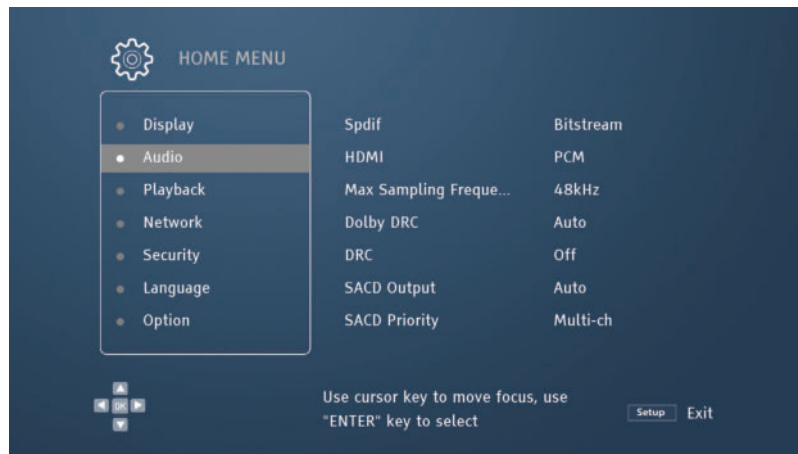 HOME MENU
Display
Audio
Playback
Network
Security
Language
Option
Spdif Bitstream
HDMI PCM
Max Sampling Freque... 48kHz
Dolby DRC Auto
DRC Off
SACD Output Auto
SACD Priority Multi-ch
OK
Use cursor key to move focus, use
"ENTER" key to select
Setup Exit